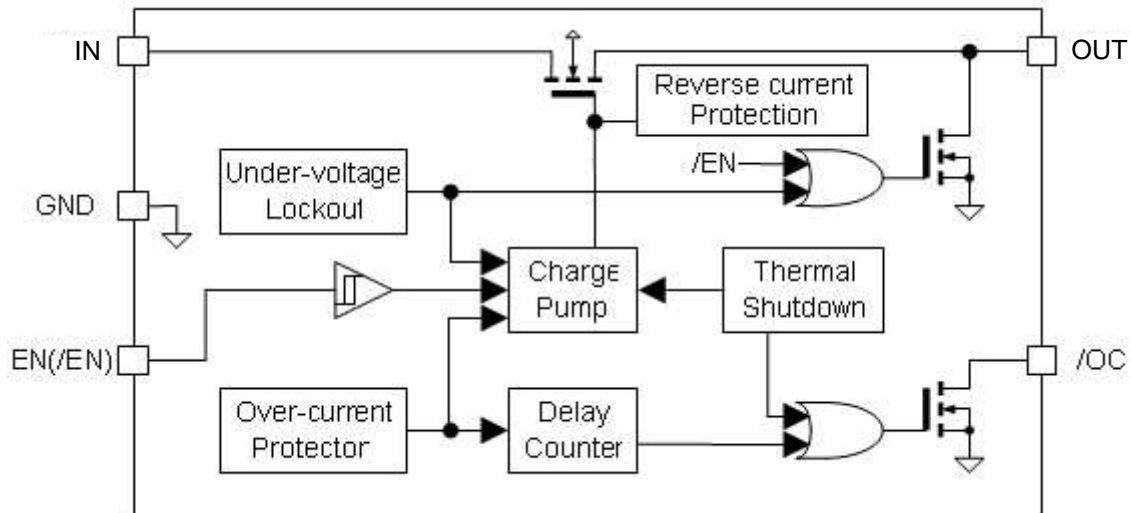 IN
OUT
Reverse current
Protection
/EN
Under-voltage
Lockout
GND
Charge
Pump
Thermal
Shutdown
EN(/EN)
/OC
Over-current
Protector
Delay
Counter